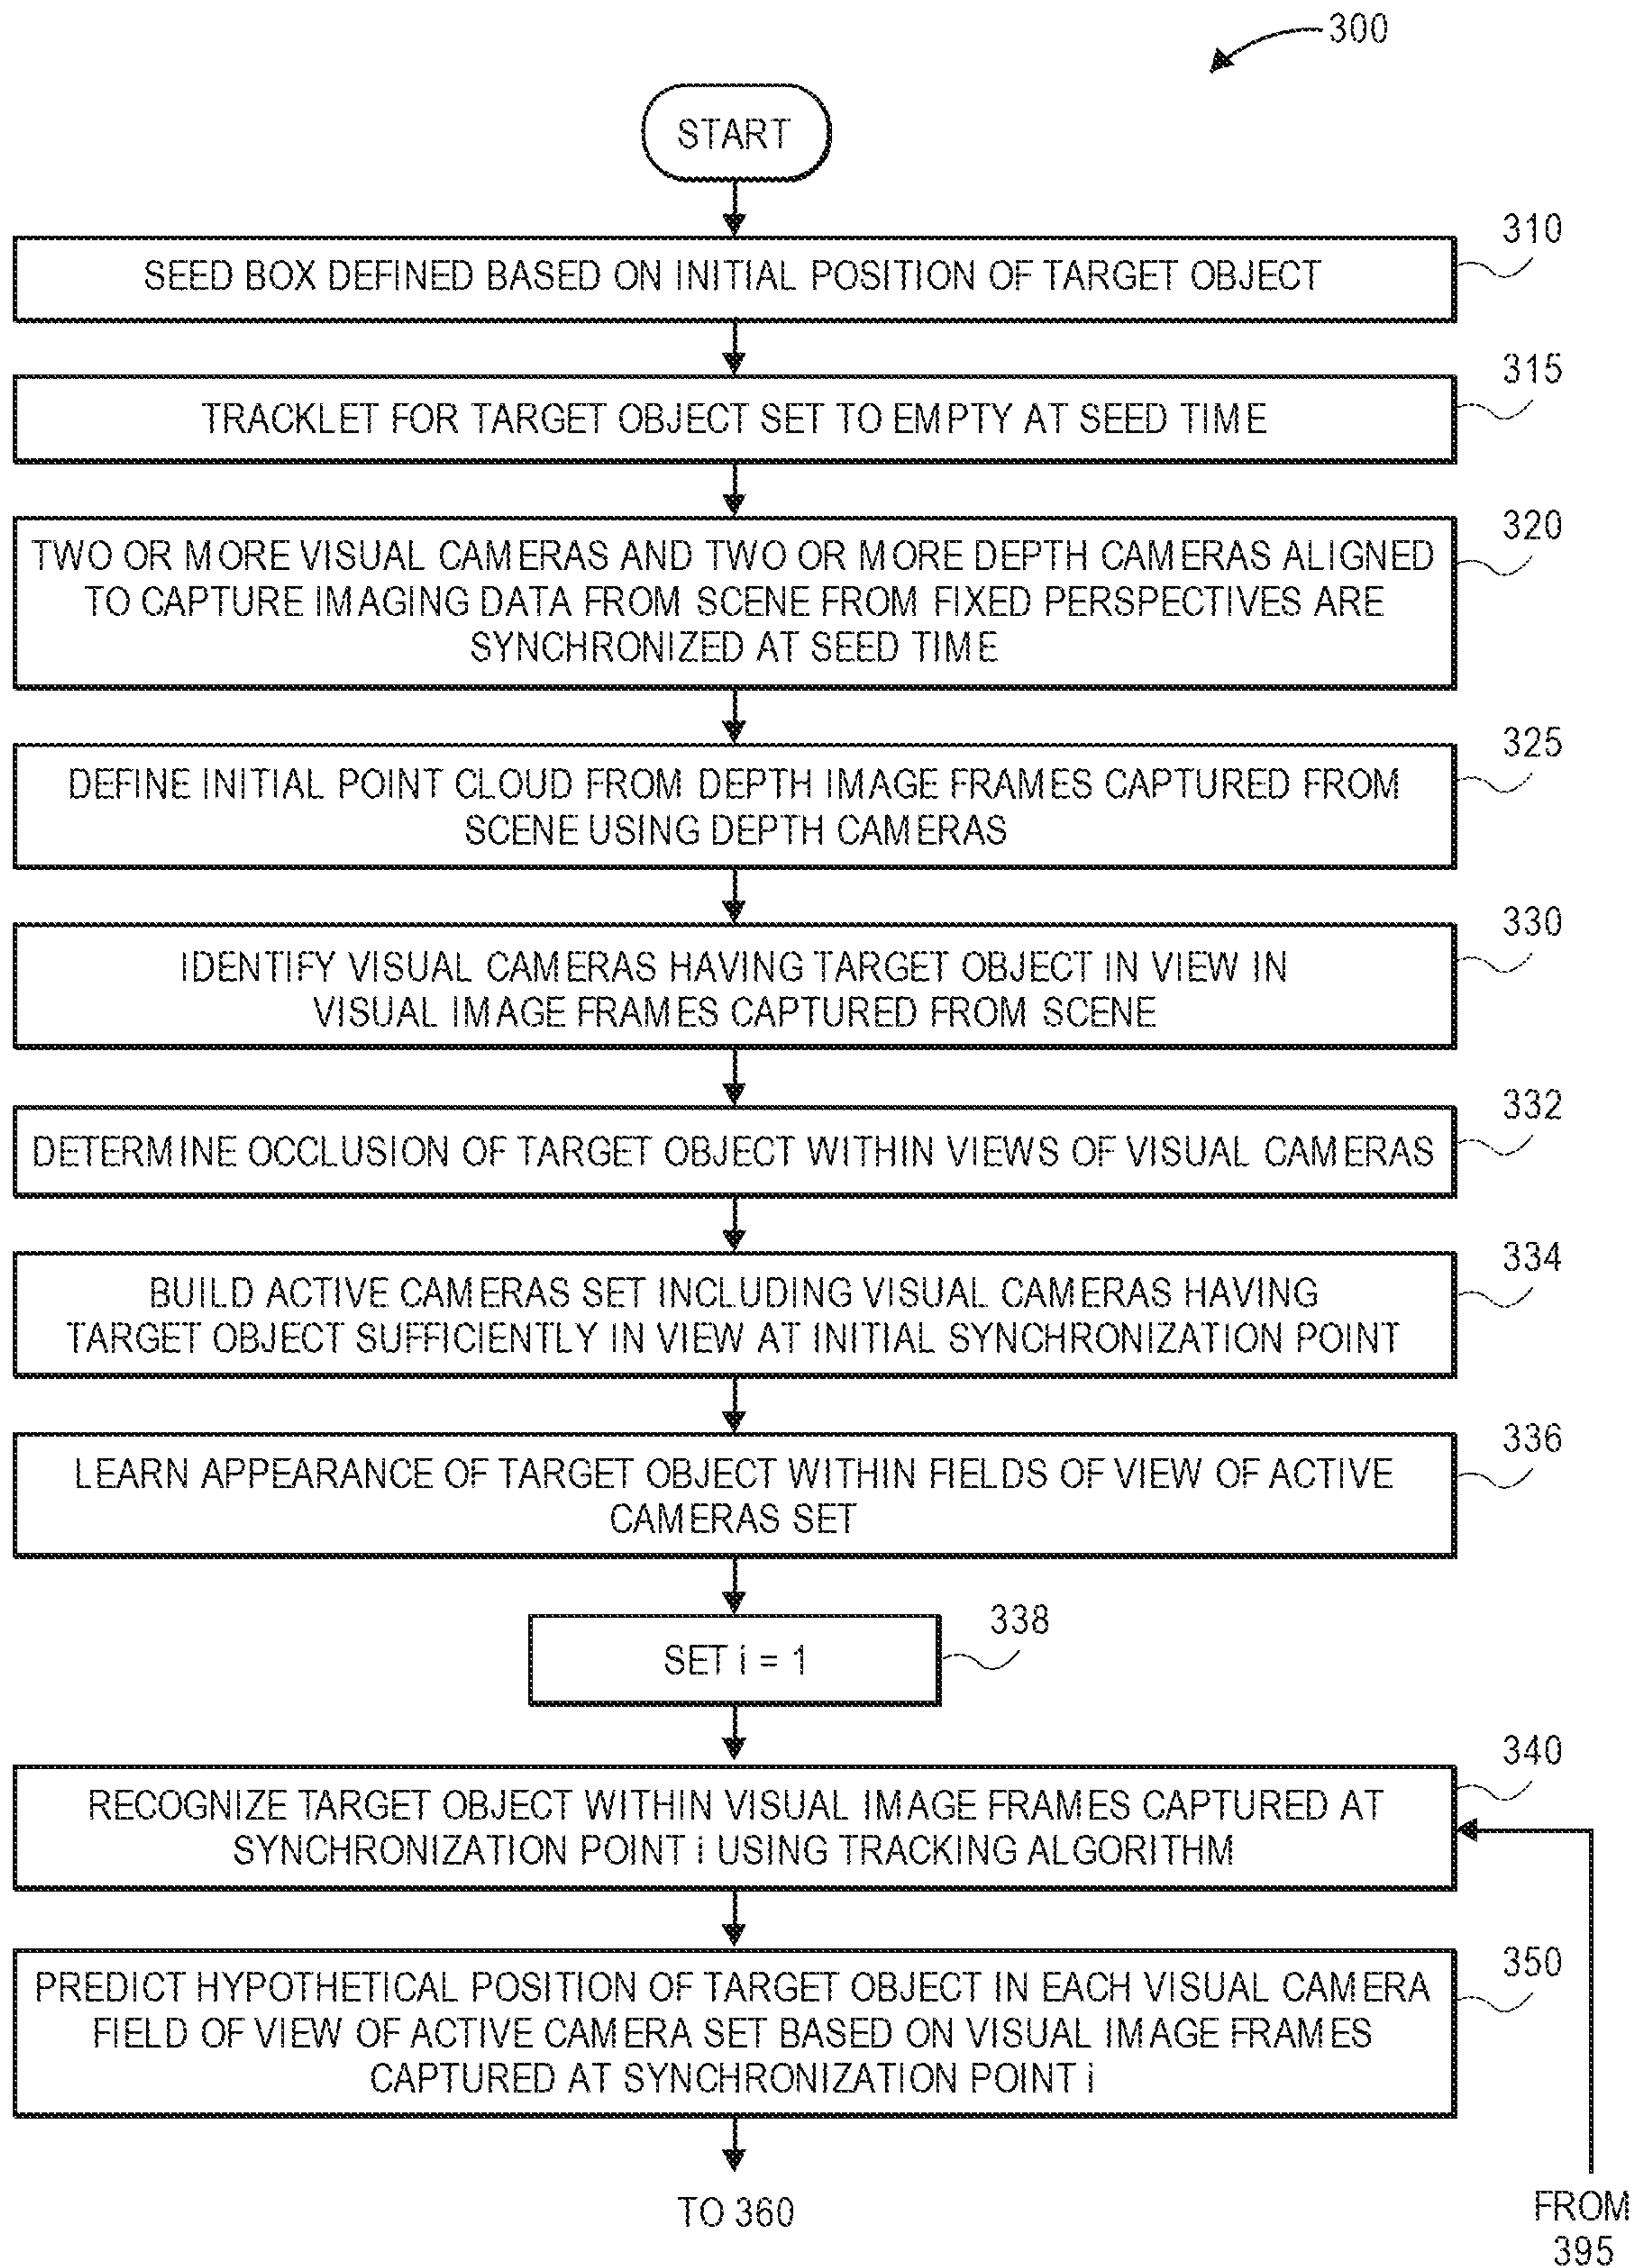 300
START
310
SEED BOX DEFINED BASED ON INITIAL POSITION OF TARGET OBJECT
315
TRACKLET FOR TARGET OBJECT SET TO EMPTY AT SEED TIME
320
TWO OR MORE VISUAL CAMERAS AND TWO OR MORE DEPTH CAMERAS ALIGNED
TO CAPTURE IMAGING DATA FROM SCENE FROM FIXED PERSPECTIVES ARE
SYNCHRONIZED AT SEED TIME
325
DEFINE INITIAL POINT CLOUD FROM DEPTH IMAGE FRAMES CAPTURED FROM
SCENE USING DEPTH CAMERAS
330
IDENTIFY VISUAL CAMERAS HAVING TARGET OBJECT IN VIEW IN
VISUAL IMAGE FRAMES CAPTURED FROM SCENE
332
DETERMINE OCCLUSION OF TARGET OBJECT WITHIN VIEWS OF VISUAL CAMERAS
334
BUILD ACTIVE CAMERAS SET INCLUDING VISUAL CAMERAS HAVING
TARGET OBJECT SUFFICIENTLY IN VIEW AT INITIAL SYNCHRONIZATION POINT
336
LEARN APPEARANCE OF TARGET OBJECT WITHIN FIELDS OF VIEW OF ACTIVE
CAMERAS SET
338
SET i = 1
340
RECOGNIZE TARGET OBJECT WITHIN VISUAL IMAGE FRAMES CAPTURED AT
SYNCHRONIZATION POINT i USING TRACKING ALGORITHM
350
PREDICT HYPOTHETICAL POSITION OF TARGET OBJECT IN EACH VISUAL CAMERA
FIELD OF VIEW OF ACTIVE CAMERA SET BASED ON VISUAL IMAGE FRAMES
CAPTURED AT SYNCHRONIZATION POINT i
TO 360
FROM
395